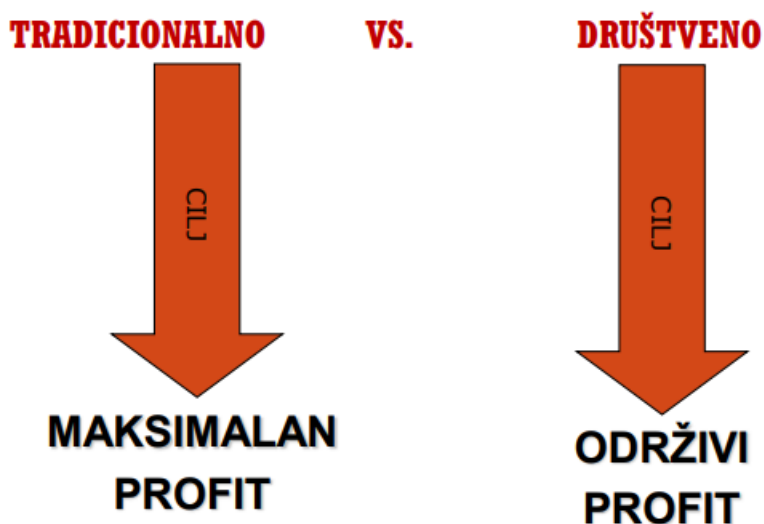 TRADICIONALNO VS. DRUŠTVENO
CILJ
CILJ
MAKSIMALAN
PROFIT
ODRŽIVI
PROFIT